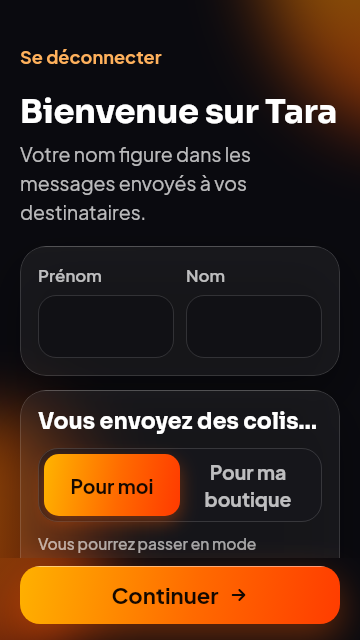 Se déconnecter
Bienvenue sur Tara
Votre nom figure dans les
messages envoyés à vos
destinataires.
Prénom Nom
Vous envoyez des colis...
Pour moi
Pour ma
boutique
Vous pourrez passer en mode
Continuer →